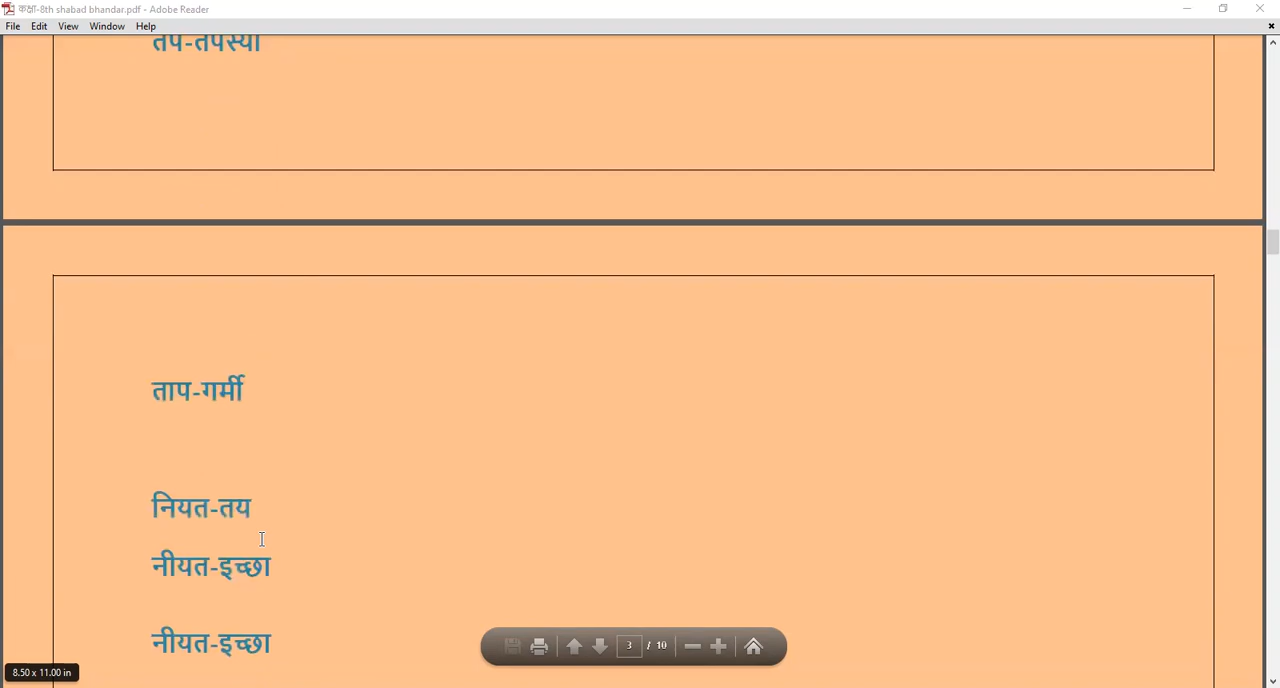 कक्षा-8th shabad bhandar.pdf - Adobe Reader
File Edit View Window Help
तप-तपस्या
ताप-गर्मी
नियत-तय
नीयत-इच्छा
नीयत-इच्छा
3 / 10
8.50 x 11.00 in